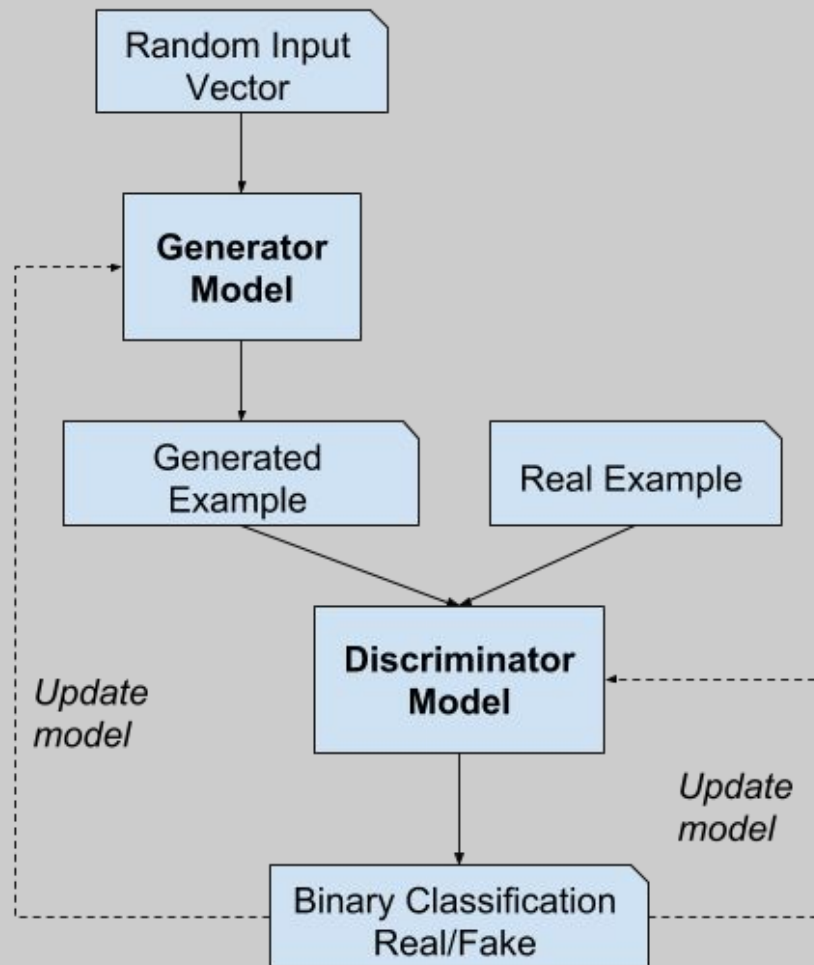 Random Input
Vector
Generator
Model
Generated
Example
Real Example
Discriminator
Model
Update
model
Update
model
Binary Classification
Real/Fake